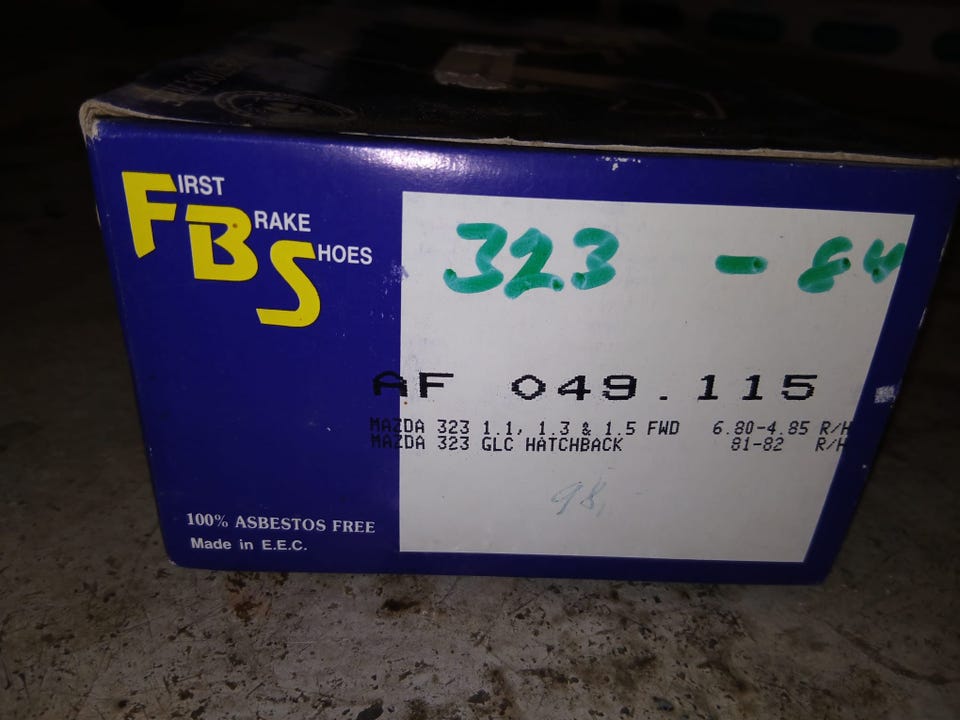 FIRST
BRAKE
SHOES
323 - 84
AF 049.115
MAZDA 323 1.1, 1.3 & 1.5 FWD 6.80-4.85 R/H
MAZDA 323 GLC HATCHBACK 81-82 R/H
98,
100% ASBESTOS FREE
Made in E.E.C.